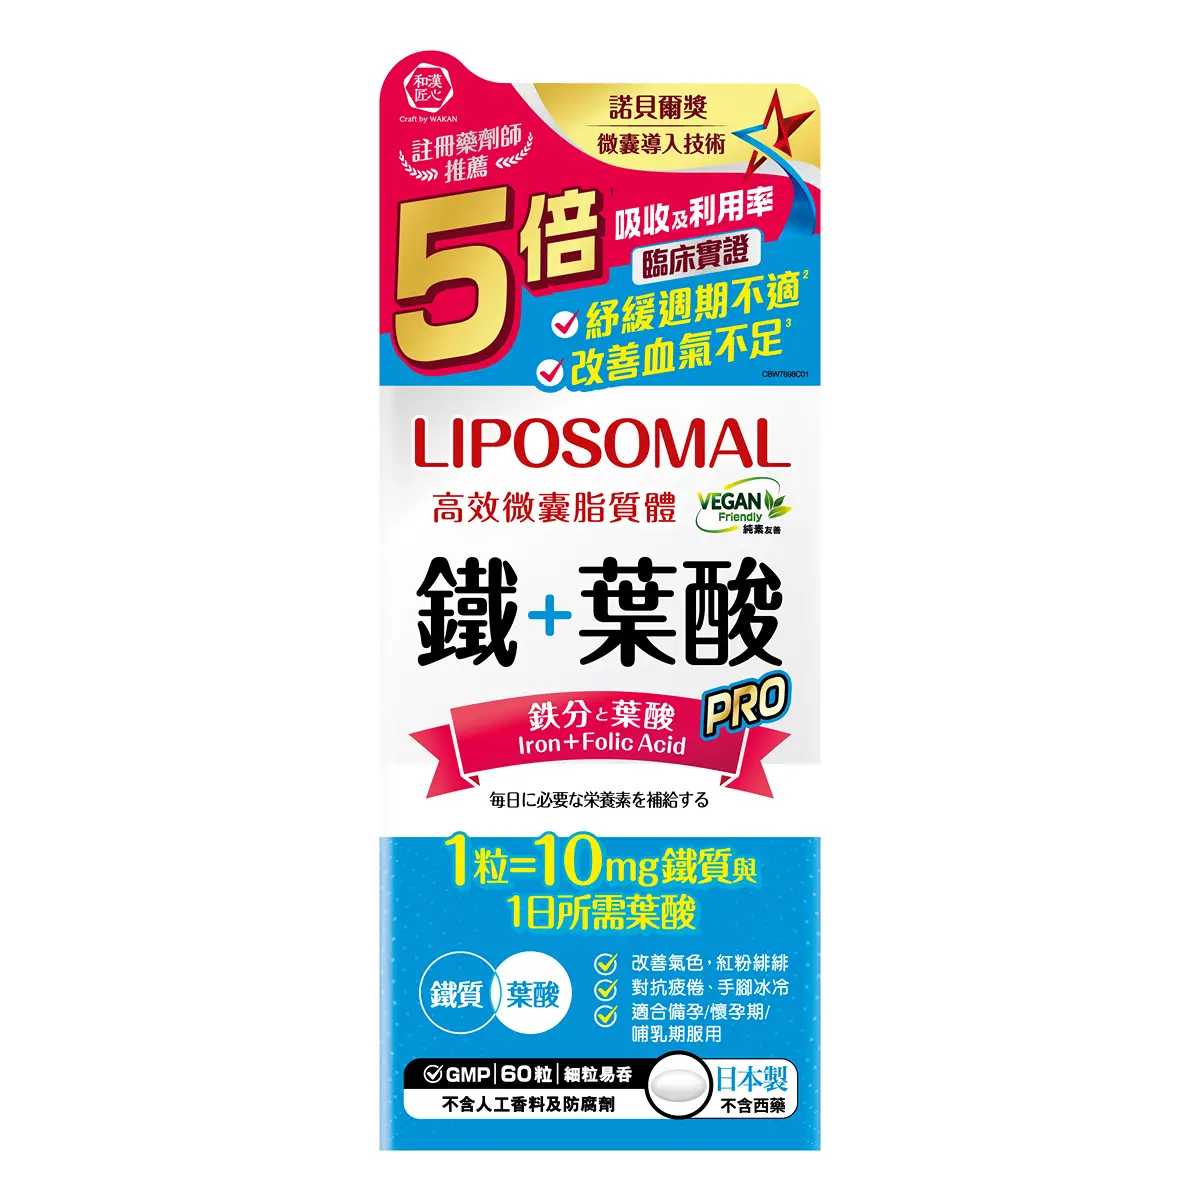 和漢
匠心
Craft by WAKAN
註冊藥劑師
推薦
諾貝爾獎
微囊導入技術
5倍1
吸收及利用率
臨床實證
紓緩週期不適2
改善血氣不足3
CBW7698C01
LIPOSOMAL
高效微囊脂質體
VEGAN
Friendly
純素友善
鐵+葉酸
PRO
鉄分と葉酸
Iron+Folic Acid
毎日に必要な栄養素を補給する
1粒=10mg鐵質與
1日所需葉酸
鐵質 葉酸
改善氣色，紅粉緋緋
對抗疲倦、手腳冰冷
適合備孕/懷孕期/
哺乳期服用
GMP|60粒|細粒易吞
不含人工香料及防腐劑
日本製
不含西藥